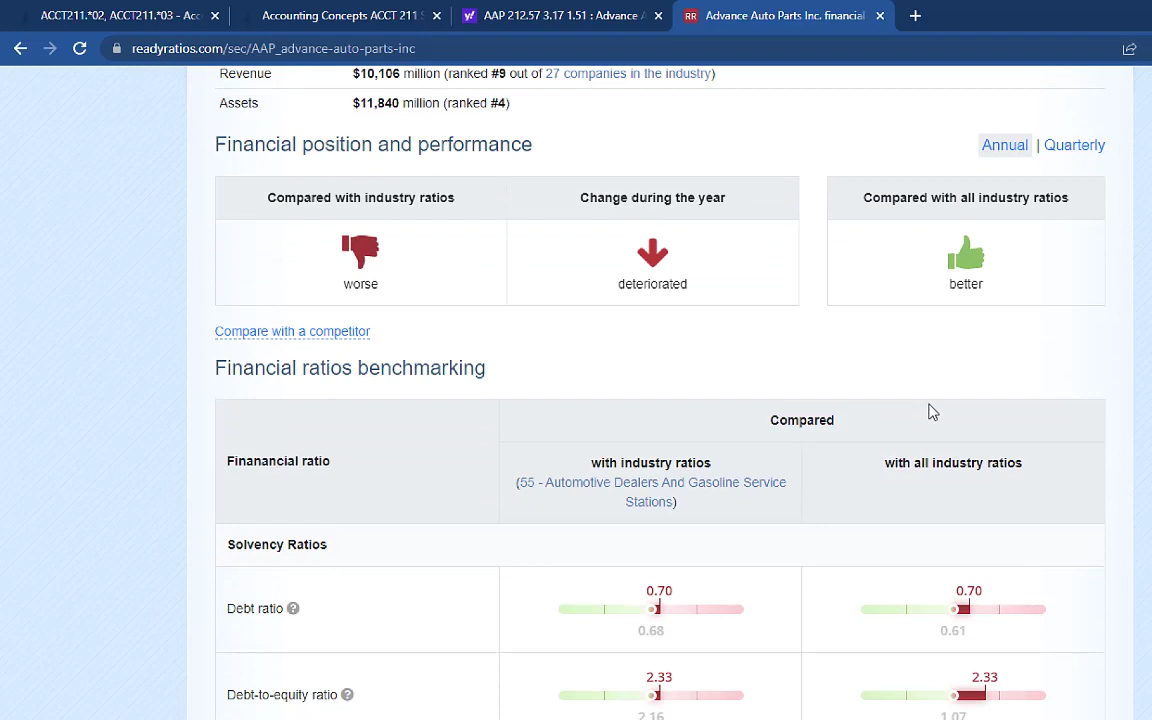 ACCT211.*02, ACCT211.*03 - Acc
Accounting Concepts ACCT 211 S
AAP 212.57 3.17 1.51 : Advance A
RR Advance Auto Parts Inc. financial
readyratios.com/sec/AAP_advance-auto-parts-inc
Revenue $10,106 million (ranked #9 out of 27 companies in the industry)
Assets $11,840 million (ranked #4)
Financial position and performance
Annual | Quarterly
Compared with industry ratios Change during the year Compared with all industry ratios
worse deteriorated better
Compare with a competitor
Financial ratios benchmarking
Compared
Finanancial ratio
with industry ratios
(55 - Automotive Dealers And Gasoline Service
Stations)
with all industry ratios
Solvency Ratios
0.70 0.70
Debt ratio ?
0.68 0.61
2.33 2.33
Debt-to-equity ratio ?
2.16 1.07